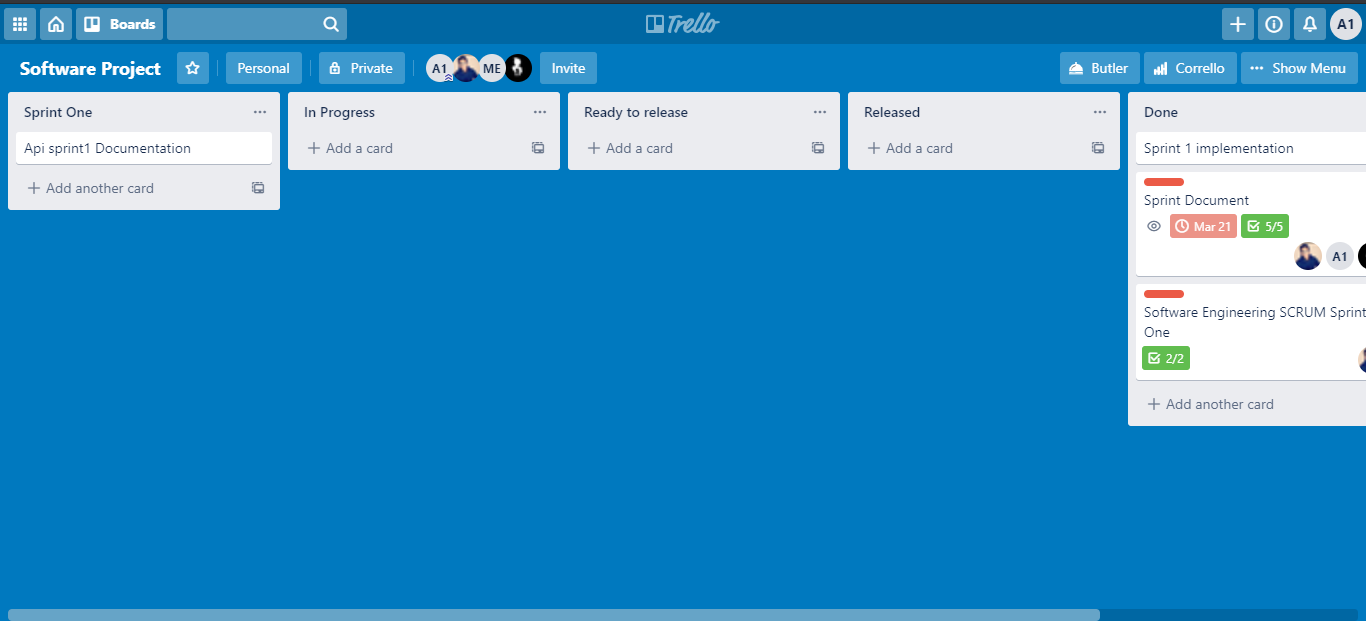 Boards
Trello
A1
Software Project
Personal
Private
A1
ME
Invite
Butler
Corrello
Show Menu
Sprint One
Api sprint1 Documentation
Add another card
In Progress
Add a card
Ready to release
Add a card
Released
Add a card
Done
Sprint 1 implementation
Sprint Document
Mar 21
5/5
A1
Software Engineering SCRUM Sprint
One
2/2
Add another card